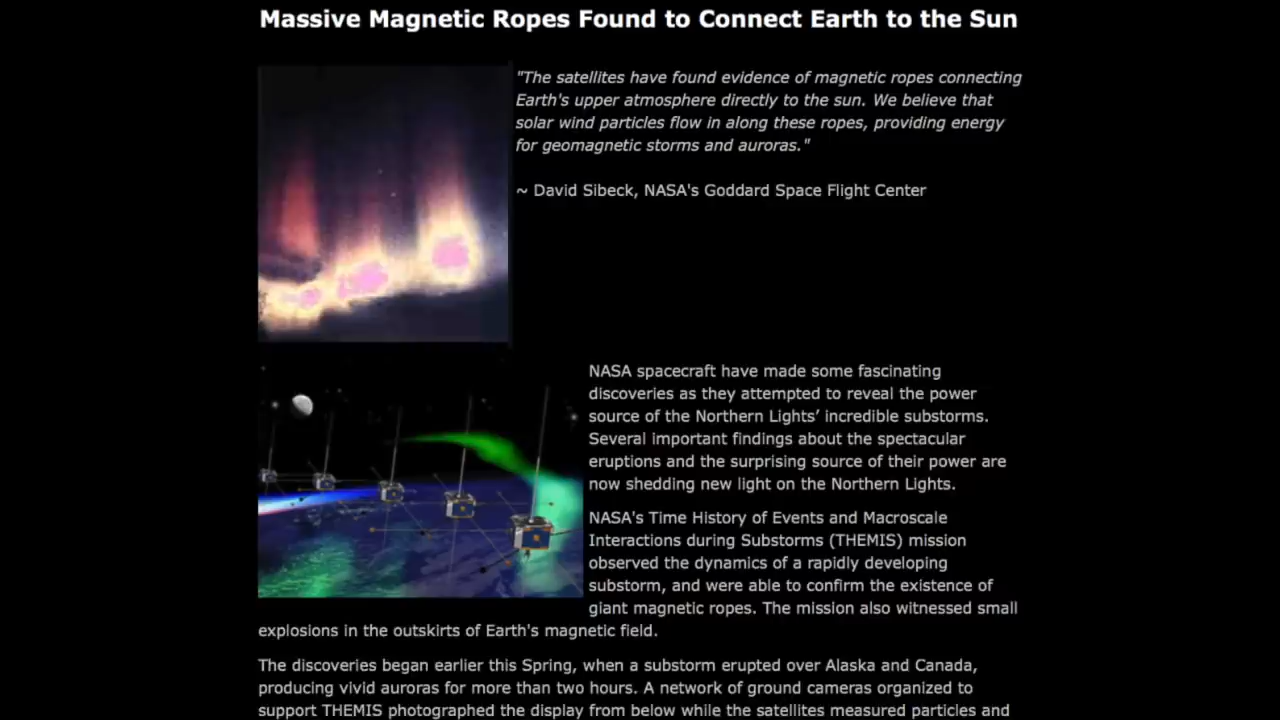 Massive Magnetic Ropes Found to Connect Earth to the Sun
"The satellites have found evidence of magnetic ropes connecting
Earth's upper atmosphere directly to the sun. We believe that
solar wind particles flow in along these ropes, providing energy
for geomagnetic storms and auroras."
~ David Sibeck, NASA's Goddard Space Flight Center
NASA spacecraft have made some fascinating
discoveries as they attempted to reveal the power
source of the Northern Lights’ incredible substorms.
Several important findings about the spectacular
eruptions and the surprising source of their power are
now shedding new light on the Northern Lights.
NASA's Time History of Events and Macroscale
Interactions during Substorms (THEMIS) mission
observed the dynamics of a rapidly developing
substorm, and were able to confirm the existence of
giant magnetic ropes. The mission also witnessed small
explosions in the outskirts of Earth's magnetic field.
The discoveries began earlier this Spring, when a substorm erupted over Alaska and Canada,
producing vivid auroras for more than two hours. A network of ground cameras organized to
support THEMIS photographed the display from below while the satellites measured particles and